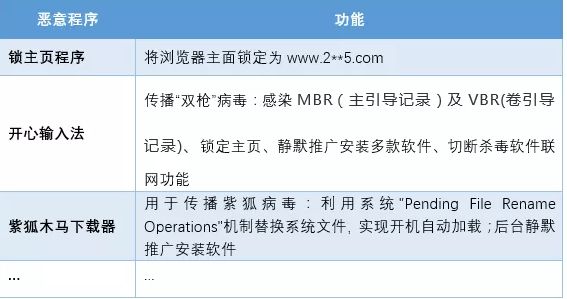 恶意程序 功能
锁主页程序 将浏览器主面锁定为 www.2**5.com
传播“双枪”病毒：感染 MBR（主引导记录）及 VBR(卷引导
开心输入法 记录)、锁定主页、静默推广安装多款软件、切断杀毒软件联
网功能
用于传播紫狐病毒：利用系统"Pending File Rename
紫狐木马下载器 Operations"机制替换系统文件，实现开机自动加载；后台静默
推广安装软件
... ...